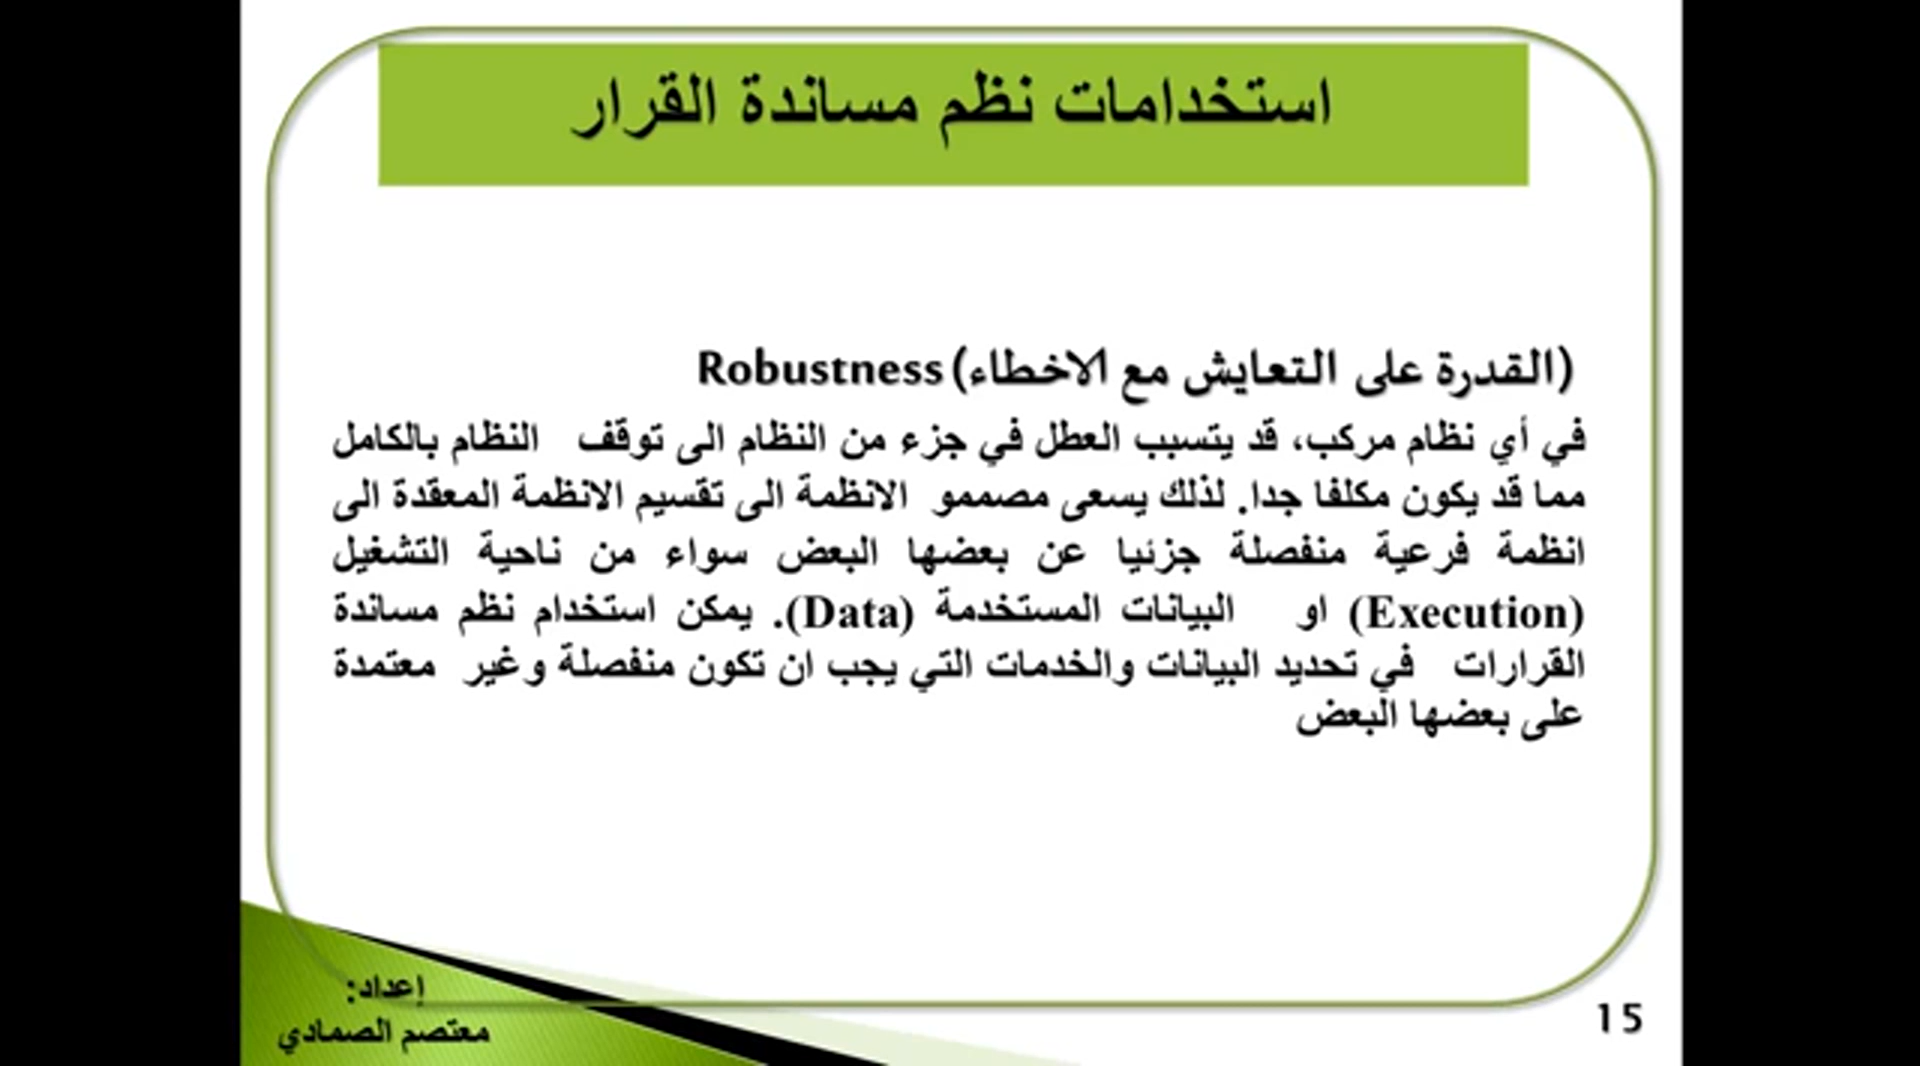 استخدامات نظم مساندة القرار
Robustness(القدرة على التعايش مع الاخطاء)
في أي نظام مركب، قد يتسبب العطل في جزء من النظام الى توقف النظام بالكامل
مما قد يكون مكلفا جدا. لذلك يسعى مصممو الانظمة الى تقسيم الانظمة المعقدة الى
انظمة فرعية منفصلة جزئيا عن بعضها البعض سواء من ناحية التشغيل
(Execution) او البيانات المستخدمة (Data). يمكن استخدام نظم مساندة
القرارات في تحديد البيانات والخدمات التي يجب ان تكون منفصلة وغير معتمدة
على بعضها البعض
إعداد:
معتصم الصمادي
15